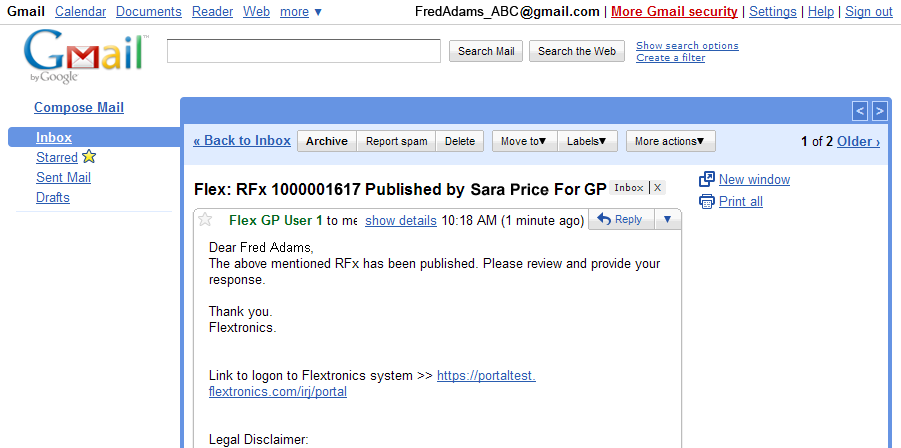 Gmail Calendar Documents Reader Web more ▼ FredAdams_ABC@gmail.com | More Gmail security | Settings | Help | Sign out
Gmail™
by Google
Search Mail Search the Web
Show search options
Create a filter
Compose Mail
Inbox
Starred
Sent Mail
Drafts
< >
« Back to Inbox Archive Report spam Delete Move to▼ Labels▼ More actions▼ 1 of 2 Older ›
Flex: RFx 1000001617 Published by Sara Price For GP Inbox | X
New window
Print all
Flex GP User 1 to me show details 10:18 AM (1 minute ago) Reply ▼
Dear Fred Adams,
The above mentioned RFx has been published. Please review and provide your
response.
Thank you.
Flextronics.
Link to logon to Flextronics system >> https://portaltest.
flextronics.com/irj/portal
Legal Disclaimer: